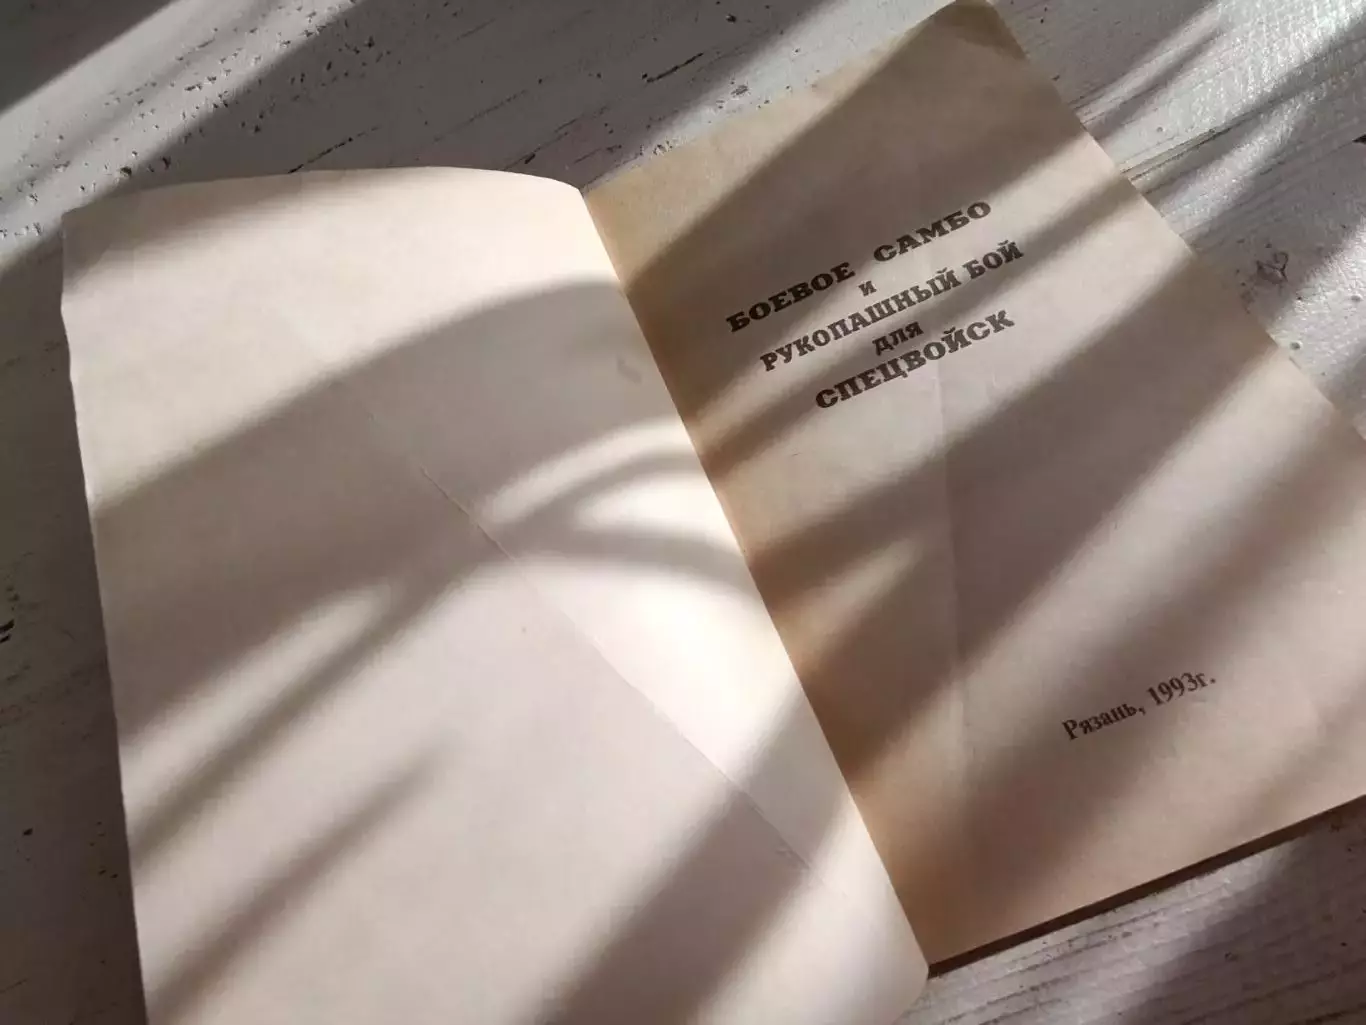 БОЕВОЕ САМБО
и
РУКОПАШНЫЙ БОЙ
для
СПЕЦВОЙСК
Рязань, 1993г.